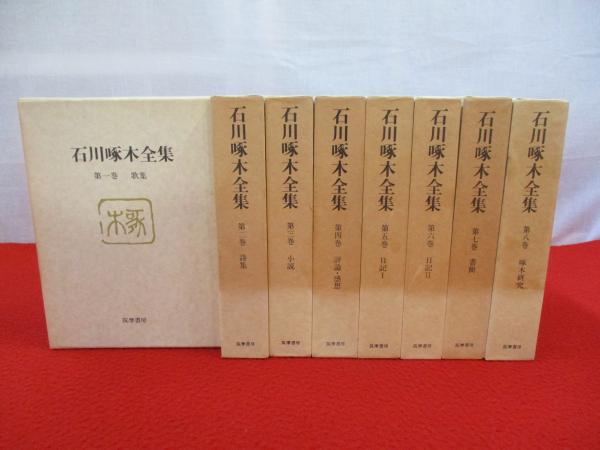 石川啄木全集
第一巻 歌集
啄木
筑摩書房
石川啄木全集
第二巻 詩集
筑摩書房
石川啄木全集
第三巻 小説
筑摩書房
石川啄木全集
第四巻 評論・感想
筑摩書房
石川啄木全集
第五巻 日記Ⅰ
筑摩書房
石川啄木全集
第六巻 日記Ⅱ
筑摩書房
石川啄木全集
第七巻 書簡
筑摩書房
石川啄木全集
第八巻 啄木研究
筑摩書房